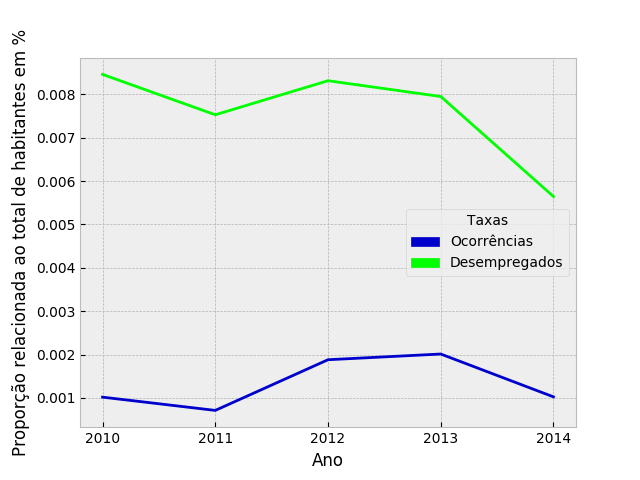 Proporção relacionada ao total de habitantes em %
0.008
0.007
0.006
0.005
0.004
0.003
0.002
0.001
Taxas
Ocorrências
Desempregados
2010 2011 2012 2013 2014
Ano